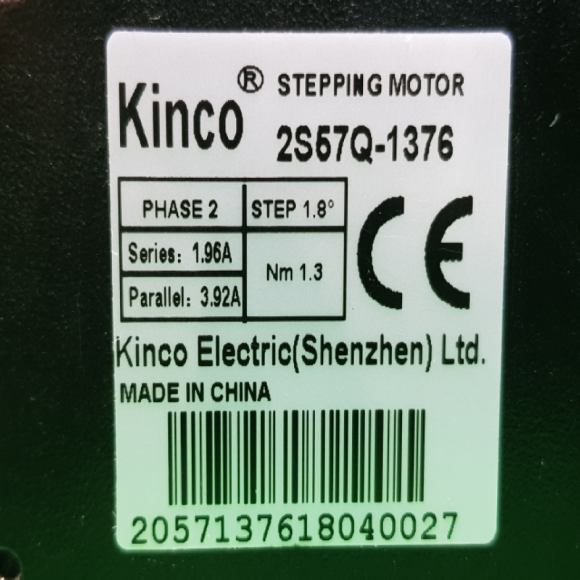 Kinco® STEPPING MOTOR
2S57Q-1376
PHASE 2 STEP 1.8°
Series: 1.96A
Nm 1.3
Parallel: 3.92A
CE
Kinco Electric(Shenzhen) Ltd.
MADE IN CHINA
2057137618040027